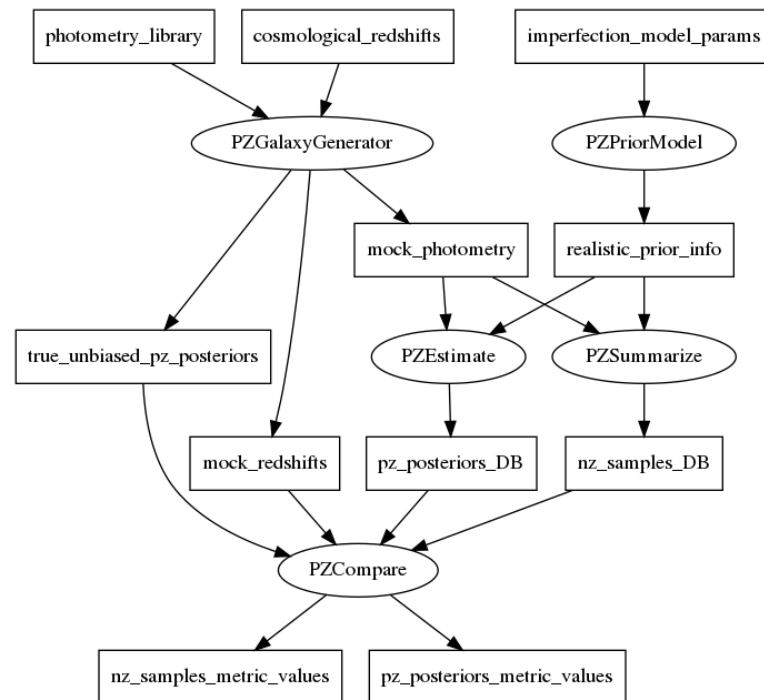 photometry_library
cosmological_redshifts
imperfection_model_params
PZGalaxyGenerator
PZPriorModel
mock_photometry
realistic_prior_info
true_unbiased_pz_posteriors
PZEstimate
PZSummarize
mock_redshifts
pz_posteriors_DB
nz_samples_DB
PZCompare
nz_samples_metric_values
pz_posteriors_metric_values